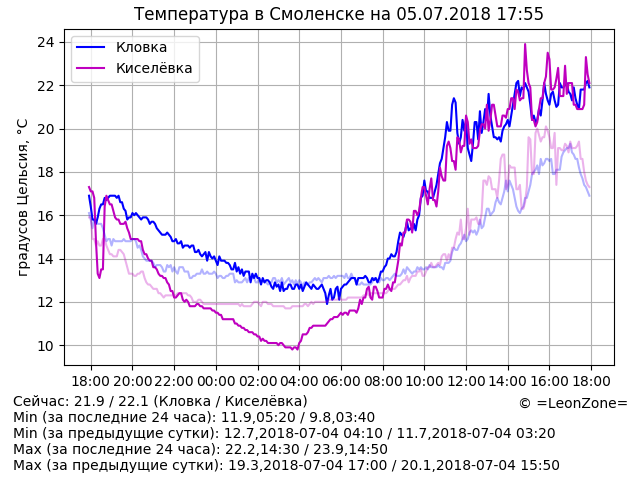 Температура в Смоленске на 05.07.2018 17:55
Кловка
Киселёвка
градусов Цельсия, °C
24
22
20
18
16
14
12
10
18:00 20:00 22:00 00:00 02:00 04:00 06:00 08:00 10:00 12:00 14:00 16:00 18:00
Сейчас: 21.9 / 22.1 (Кловка / Киселёвка)
© =LeonZone=
Min (за последние 24 часа): 11.9,05:20 / 9.8,03:40
Min (за предыдущие сутки): 12.7,2018-07-04 04:10 / 11.7,2018-07-04 03:20
Max (за последние 24 часа): 22.2,14:30 / 23.9,14:50
Max (за предыдущие сутки): 19.3,2018-07-04 17:00 / 20.1,2018-07-04 15:50